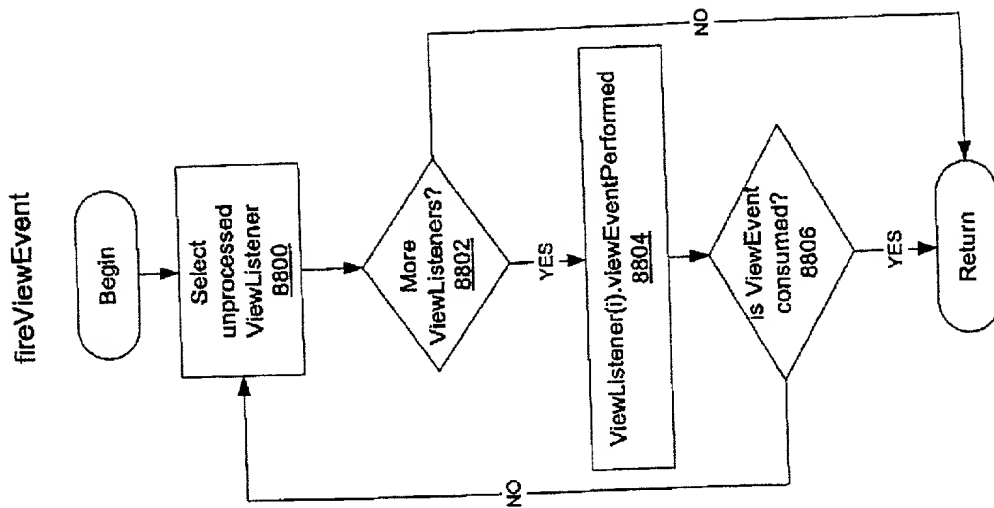 fireViewEvent
Begin
Select
unprocessed
ViewListener
8800
More
ViewListeners?
8802
NO
YES
ViewListener(i).viewEventPerformed
8804
is ViewEvent
consumed?
8806
NO
YES
Return